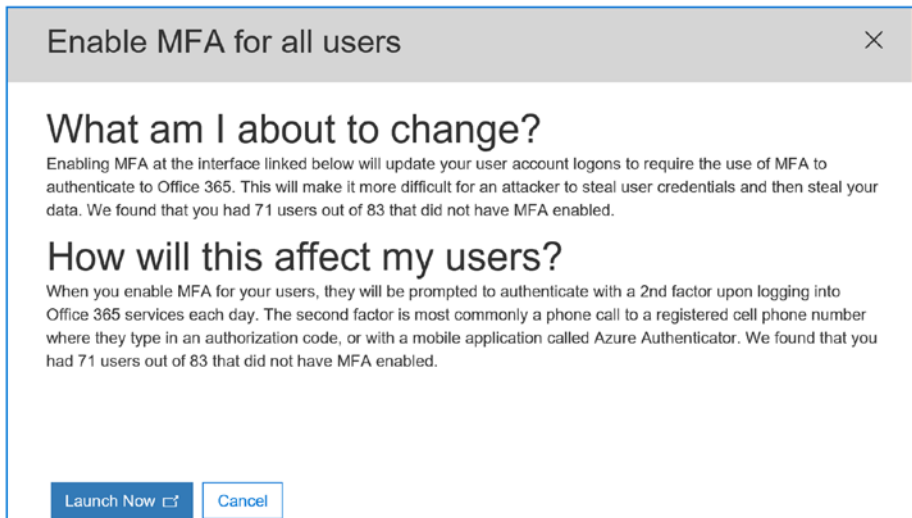 Enable MFA for all users
What am I about to change?
Enabling MFA at the interface linked below will update your user account logons to require the use of MFA to
authenticate to Office 365. This will make it more difficult for an attacker to steal user credentials and then steal your
data. We found that you had 71 users out of 83 that did not have MFA enabled.
How will this affect my users?
When you enable MFA for your users, they will be prompted to authenticate with a 2nd factor upon logging into
Office 365 services each day. The second factor is most commonly a phone call to a registered cell phone number
where they type in an authorization code, or with a mobile application called Azure Authenticator. We found that you
had 71 users out of 83 that did not have MFA enabled.
Launch Now
Cancel